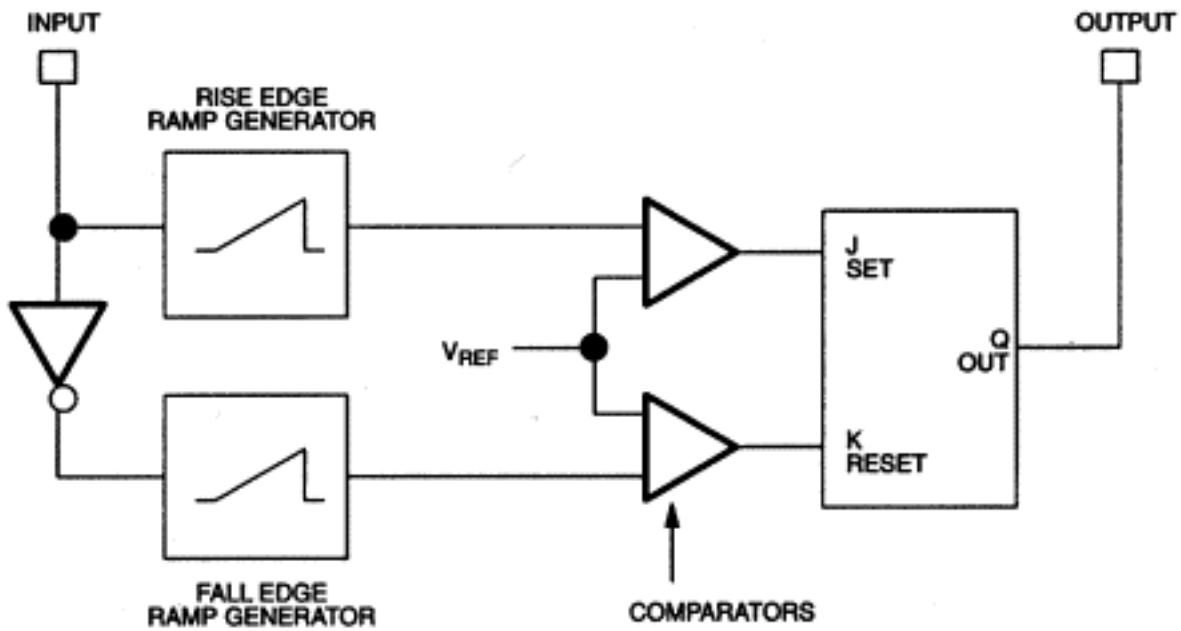 INPUT
OUTPUT
RISE EDGE
RAMP GENERATOR
J
SET
VREF
Q
OUT
K
RESET
FALL EDGE
RAMP GENERATOR
COMPARATORS